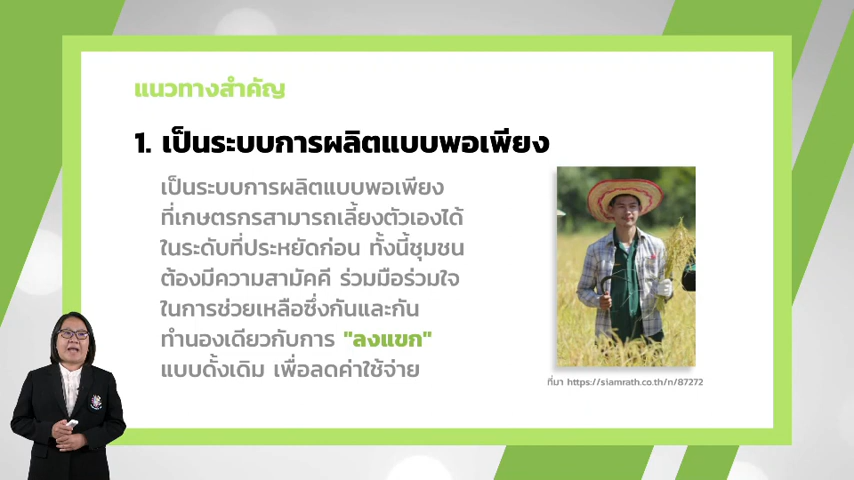 แนวทางสำคัญ
1. เป็นระบบการผลิตแบบพอเพียง
เป็นระบบการผลิตแบบพอเพียง
ที่เกษตรกรสามารถเลี้ยงตัวเองได้
ในระดับที่ประหยัดก่อน ทั้งนี้ชุมชน
ต้องมีความสามัคคี ร่วมมือร่วมใจ
ในการช่วยเหลือซึ่งกันและกัน
ทำนองเดียวกับการ "ลงแขก"
แบบดั้งเดิม เพื่อลดค่าใช้จ่าย
ที่มา https://siamrath.co.th/n/87272